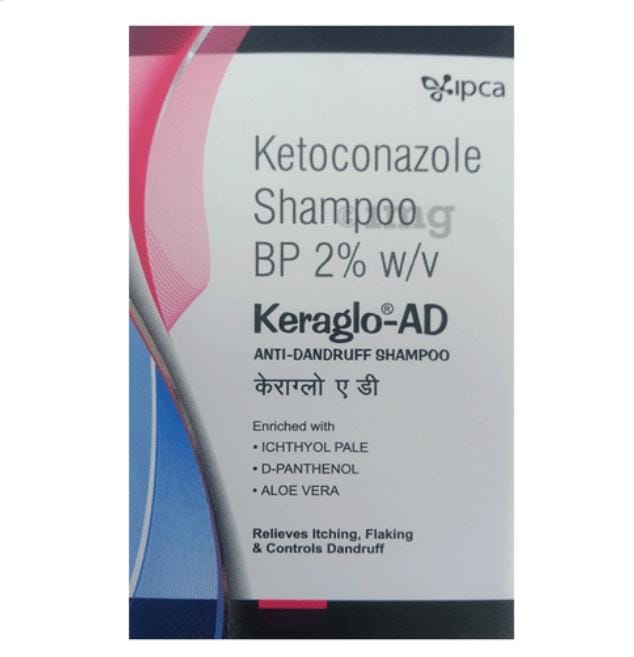 ipca
Ketoconazole
Shampoo
BP 2% w/v
Keraglo®-AD
ANTI-DANDRUFF SHAMPOO
केराग्लो ए डी
Enriched with
• ICHTHYOL PALE
• D-PANTHENOL
• ALOE VERA
Relieves Itching, Flaking
& Controls Dandruff